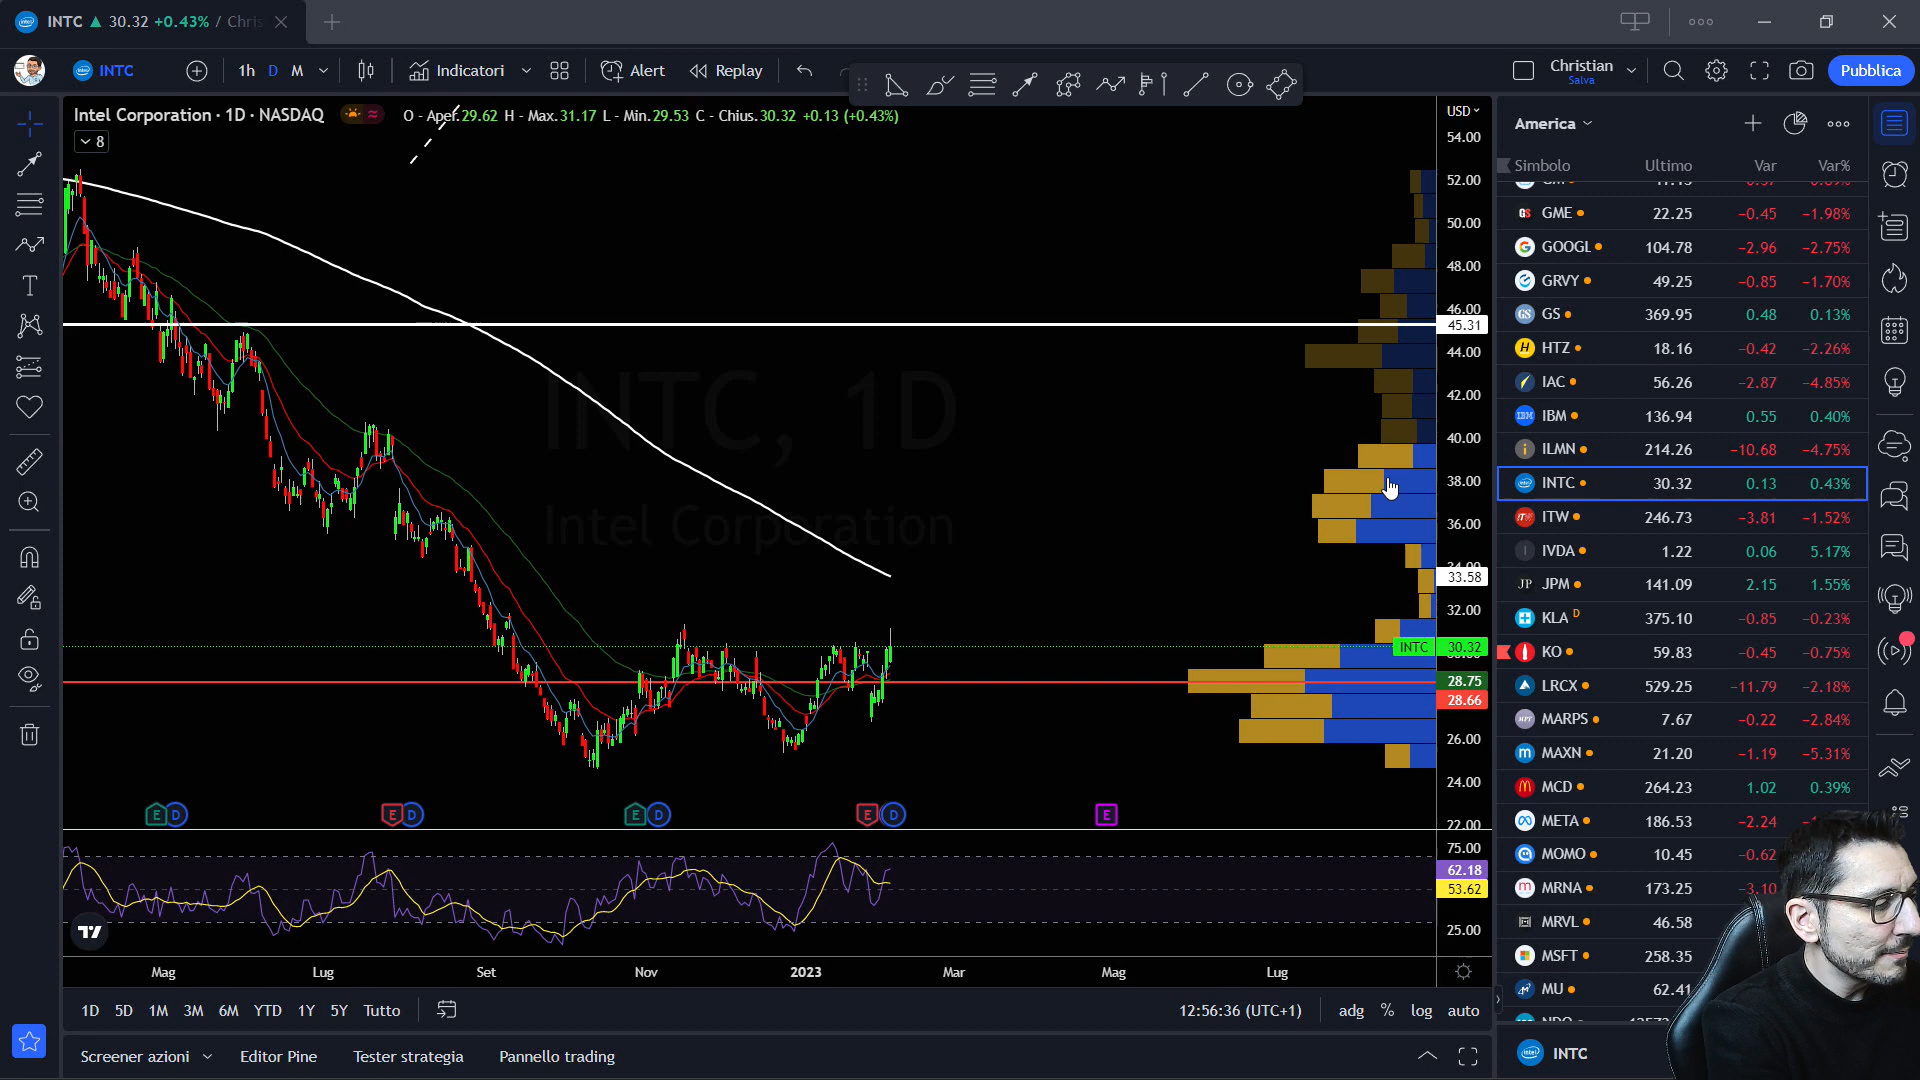 INTC ▲ 30.32 +0.43% / Chris
INTC
1h D M
Indicatori
Alert
Replay
Christian
Salva
Pubblica
Intel Corporation · 1D · NASDAQ
O - Aper.29.62 H - Max.31.17 L - Min.29.53 C - Chius.30.32 +0.13 (+0.43%)
8
INTC, 1D
Intel Corporation
USD
54.00
52.00
50.00
48.00
46.00
45.31
44.00
42.00
40.00
38.00
36.00
34.00
33.58
32.00
INTC 30.32
28.75
28.66
26.00
24.00
22.00
E D E D E D E D E
75.00
62.18
53.62
25.00
Mag Lug Set Nov 2023 Mar Mag Lug
1D 5D 1M 3M 6M YTD 1Y 5Y Tutto
12:56:36 (UTC+1)
adg % log auto
Screener azioni
Editor Pine
Tester strategia
Pannello trading
America
Simbolo Ultimo Var Var%
GME 22.25 −0.45 −1.98%
GOOGL 104.78 −2.96 −2.75%
GRVY 49.25 −0.85 −1.70%
GS 369.95 0.48 0.13%
HTZ 18.16 −0.42 −2.26%
IAC 56.26 −2.87 −4.85%
IBM 136.94 0.55 0.40%
ILMN 214.26 −10.68 −4.75%
INTC 30.32 0.13 0.43%
ITW 246.73 −3.81 −1.52%
IVDA 1.22 0.06 5.17%
JPM 141.09 2.15 1.55%
KLA D 375.10 −0.85 −0.23%
KO 59.83 −0.45 −0.75%
LRCX 529.25 −11.79 −2.18%
MARPS 7.67 −0.22 −2.84%
MAXN 21.20 −1.19 −5.31%
MCD 264.23 1.02 0.39%
META 186.53 −2.24
MOMO 10.45 −0.62
MRNA 173.25 −3.10
MRVL 46.58
MSFT 258.35
MU 62.41
INTC